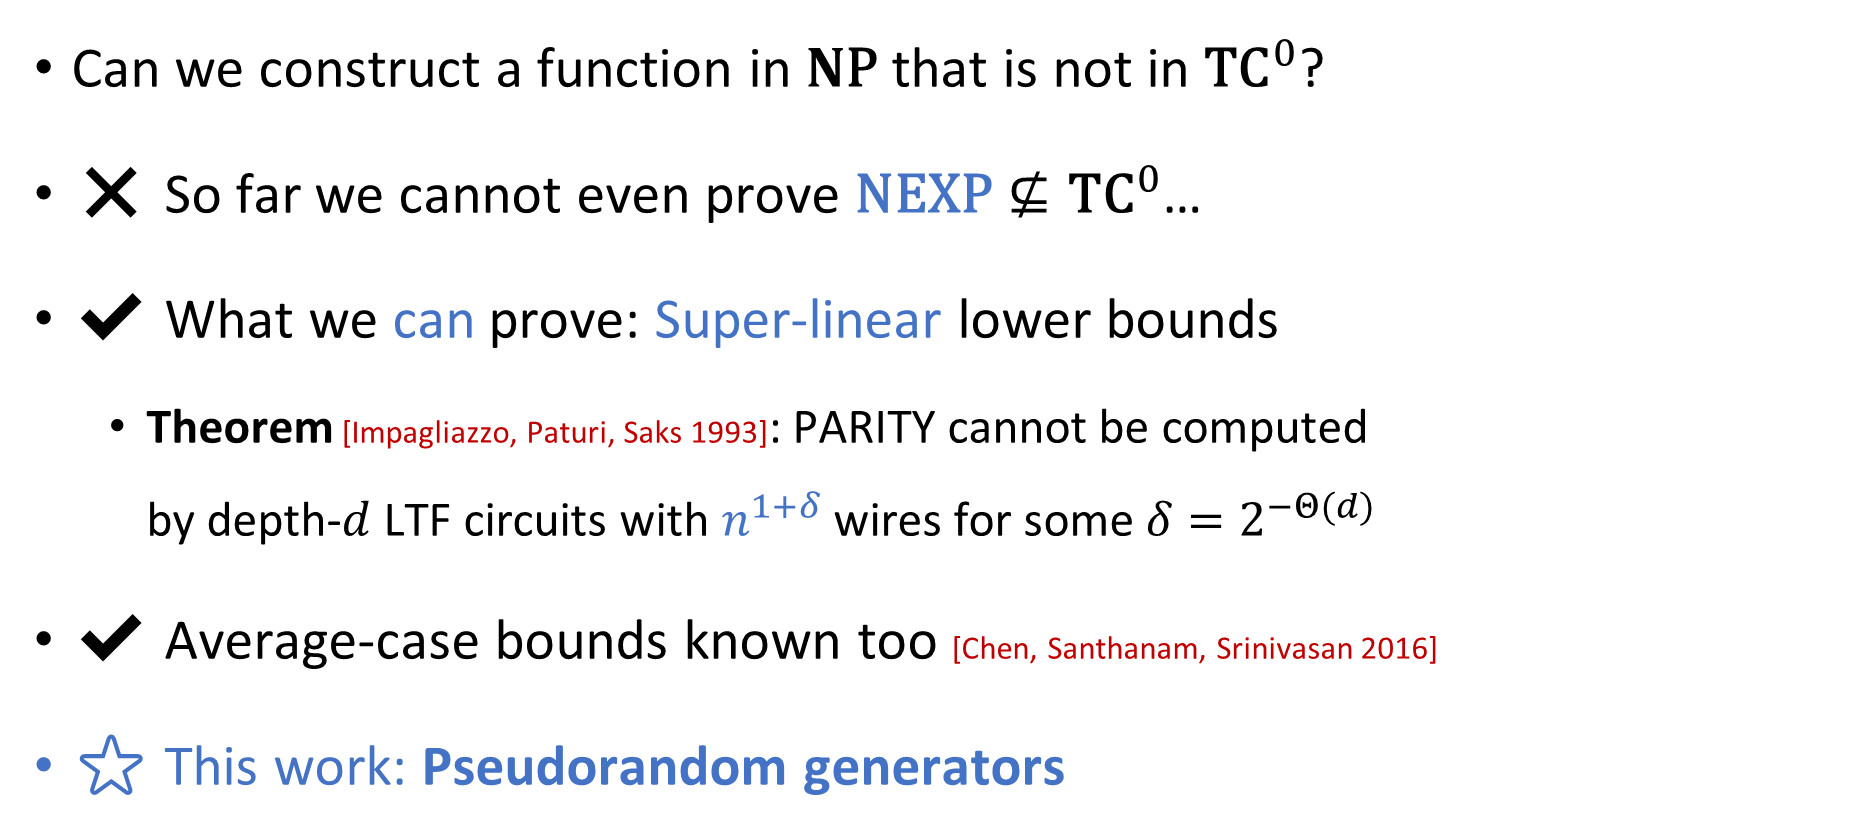 • Can we construct a function in NP that is not in TC⁰?
• ✕ So far we cannot even prove NEXP ⊈ TC⁰…
• ✔ What we can prove: Super-linear lower bounds
• Theorem [Impagliazzo, Paturi, Saks 1993]: PARITY cannot be computed
by depth-𝑑 LTF circuits with 𝑛^{1+𝛿} wires for some 𝛿 = 2^{−Θ(𝑑)}
• ✔ Average-case bounds known too [Chen, Santhanam, Srinivasan 2016]
• ☆ This work: Pseudorandom generators